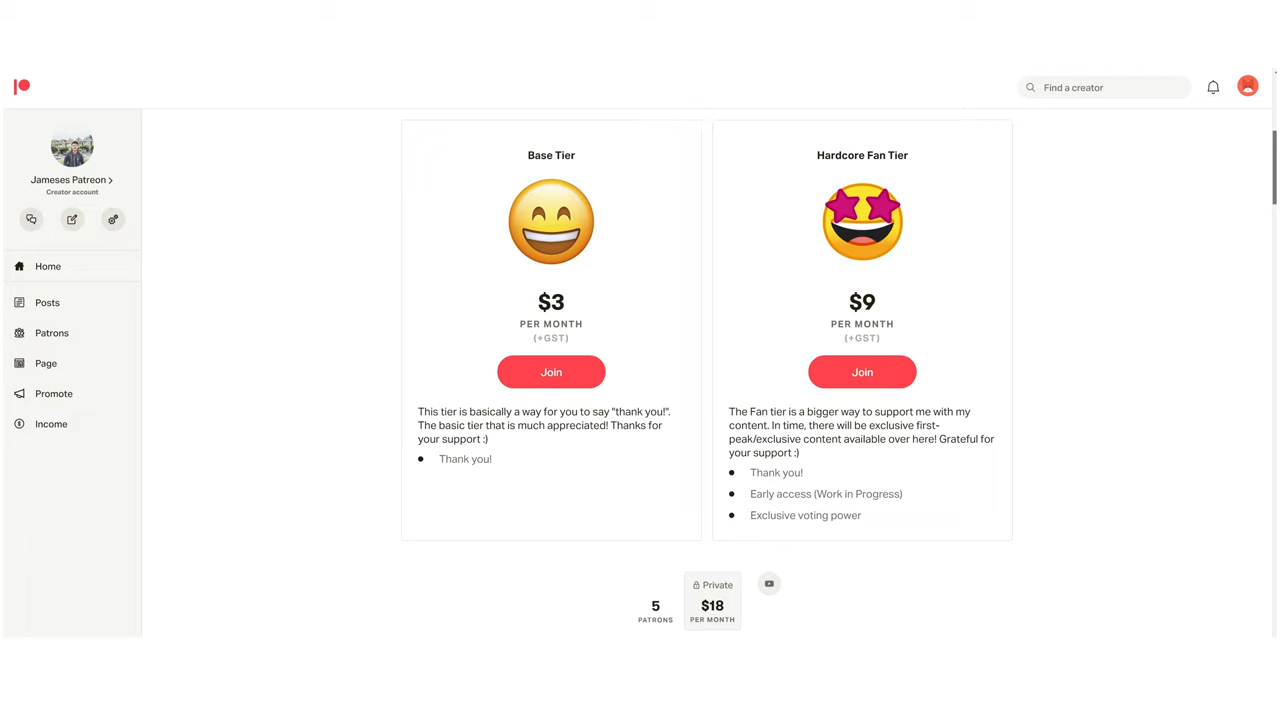 Find a creator
Jameses Patreon
Creator account
Home
Posts
Patrons
Page
Promote
Income
Base Tier
$3
PER MONTH
(+GST)
Join
This tier is basically a way for you to say "thank you!".
The basic tier that is much appreciated! Thanks for
your support :)
Thank you!
Hardcore Fan Tier
$9
PER MONTH
(+GST)
Join
The Fan tier is a bigger way to support me with my
content. In time, there will be exclusive first-
peak/exclusive content available over here! Grateful for
your support :)
Thank you!
Early access (Work in Progress)
Exclusive voting power
5
PATRONS
Private
$18
PER MONTH